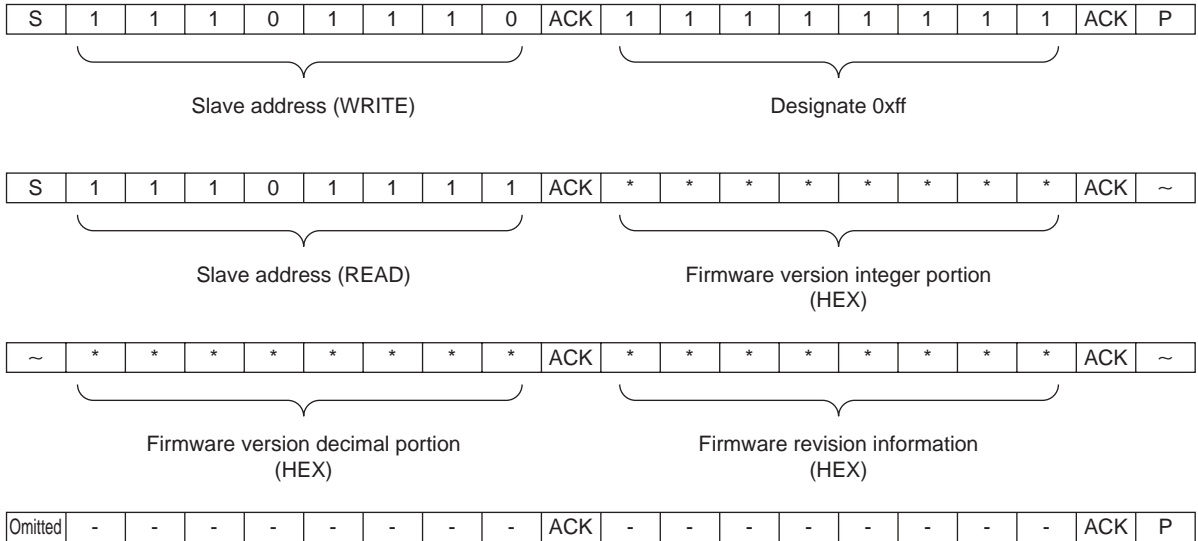 S 1 1 1 0 1 1 1 0 ACK 1 1 1 1 1 1 1 1 ACK P
Slave address (WRITE) Designate 0xff
S 1 1 1 0 1 1 1 1 ACK * * * * * * * * ACK ~
Slave address (READ) Firmware version integer portion
(HEX)
~ * * * * * * * * ACK * * * * * * * * ACK ~
Firmware version decimal portion Firmware revision information
(HEX) (HEX)
Omitted - - - - - - - - ACK - - - - - - - - ACK P